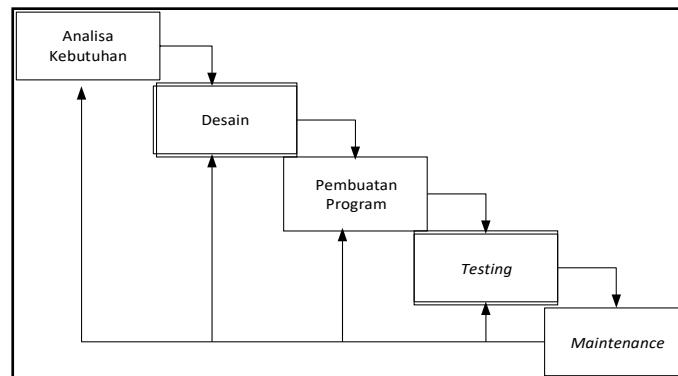 Analisa
Kebutuhan
Desain
Pembuatan
Program
Testing
Maintenance